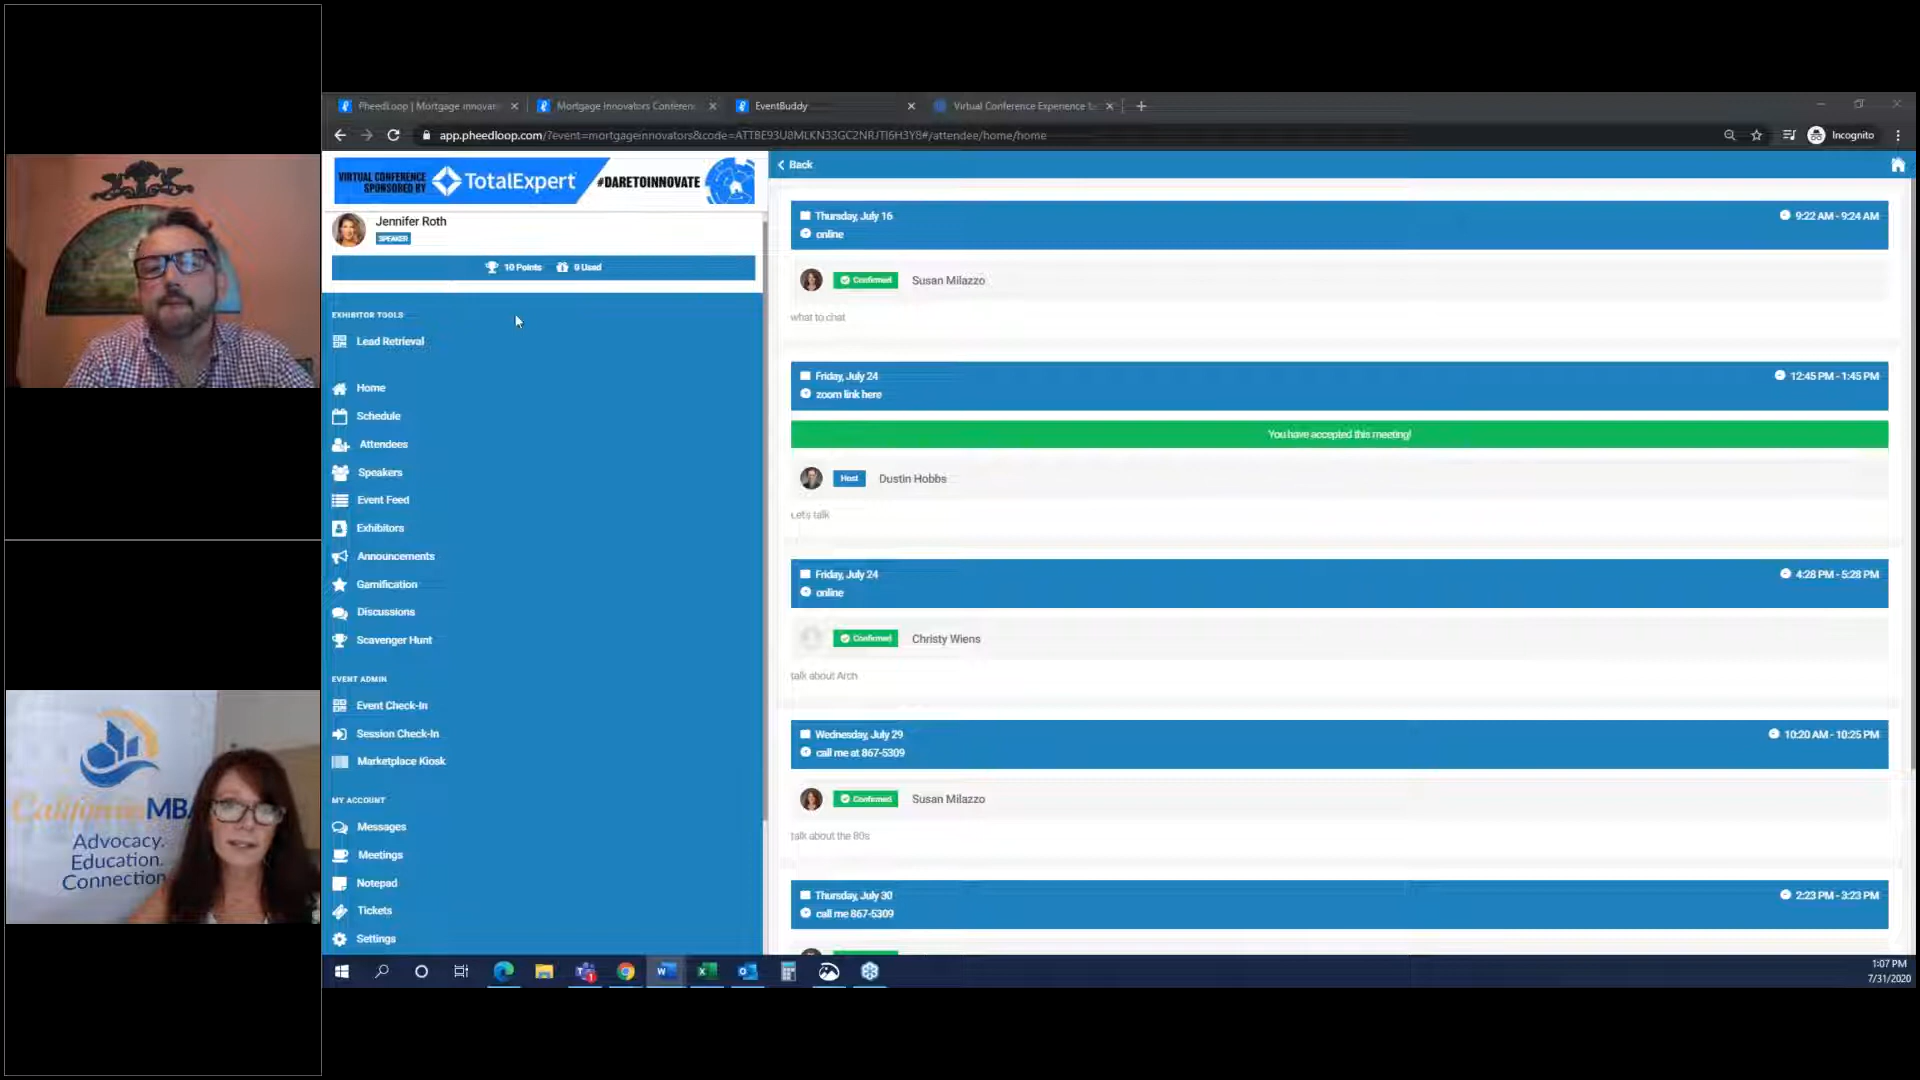 PheedLoop | Mortgage Innovat
Mortgage Innovators Conferenc
EventBuddy
Virtual Conference Experience
app.pheedloop.com/?event=mortgageinnovators&code=ATTBE93U8MLKN33GC2NRJTI6H3Y8#/attendee/home/home
Incognito
VIRTUAL CONFERENCE
SPONSORED BY
TotalExpert
#DARETOINNOVATE
Jennifer Roth
SPEAKER
10 Points
0 Used
EXHIBITOR TOOLS
Lead Retrieval
Home
Schedule
Attendees
Speakers
Event Feed
Exhibitors
Announcements
Gamification
Discussions
Scavenger Hunt
EVENT ADMIN
Event Check-In
Session Check-In
Marketplace Kiosk
MY ACCOUNT
Messages
Meetings
Notepad
Tickets
Settings
Back
Thursday, July 16
9:22 AM - 9:24 AM
online
Confirmed
Susan Milazzo
what to chat
Friday, July 24
12:45 PM - 1:45 PM
zoom link here
You have accepted this meeting!
Host
Dustin Hobbs
Lets talk
Friday, July 24
4:28 PM - 5:28 PM
online
Confirmed
Christy Wiens
talk about Arch
Wednesday, July 29
10:20 AM - 10:25 PM
call me at 867-5309
Confirmed
Susan Milazzo
talk about the 80s
Thursday, July 30
2:23 PM - 3:23 PM
call me 867-5309
1:07 PM
7/31/2020
California MBA
Advocacy.
Education.
Connection